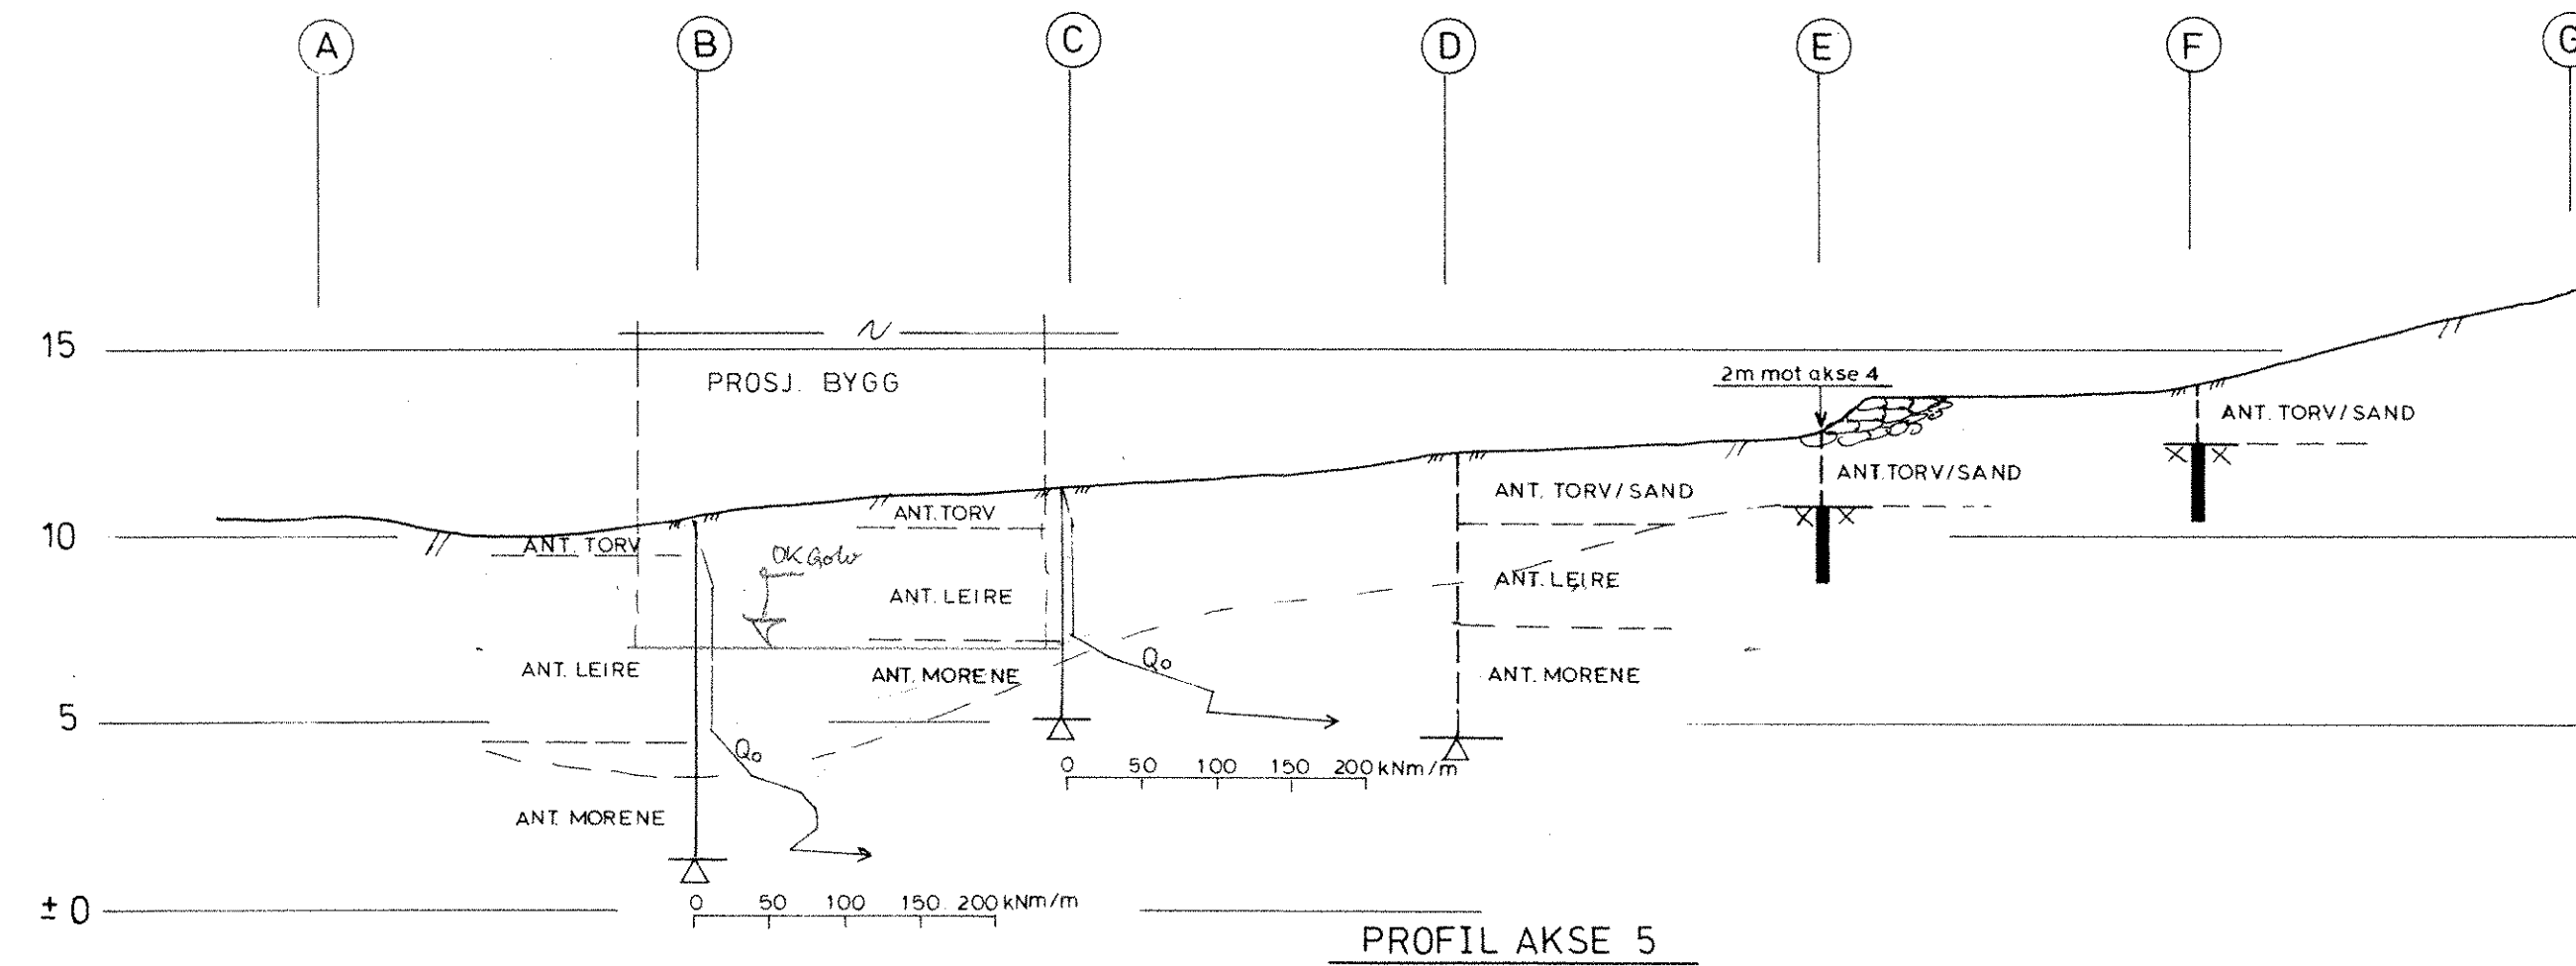 A B C D E F G
15
PROSJ. BYGG
2m mot akse 4
ANT. TORV/SAND
ANT. TORV/SAND
ANT. TORV/SAND
ANT. TORV
10
ANT. TORV
OK Golv
ANT. LEIRE
ANT. LEIRE
ANT. LEIRE
ANT. MORENE
ANT. MORENE
Qo
5
Qo
0 50 100 150 200 kNm/m
ANT. MORENE
0 50 100 150 200 kNm/m
± 0
PROFIL AKSE 5